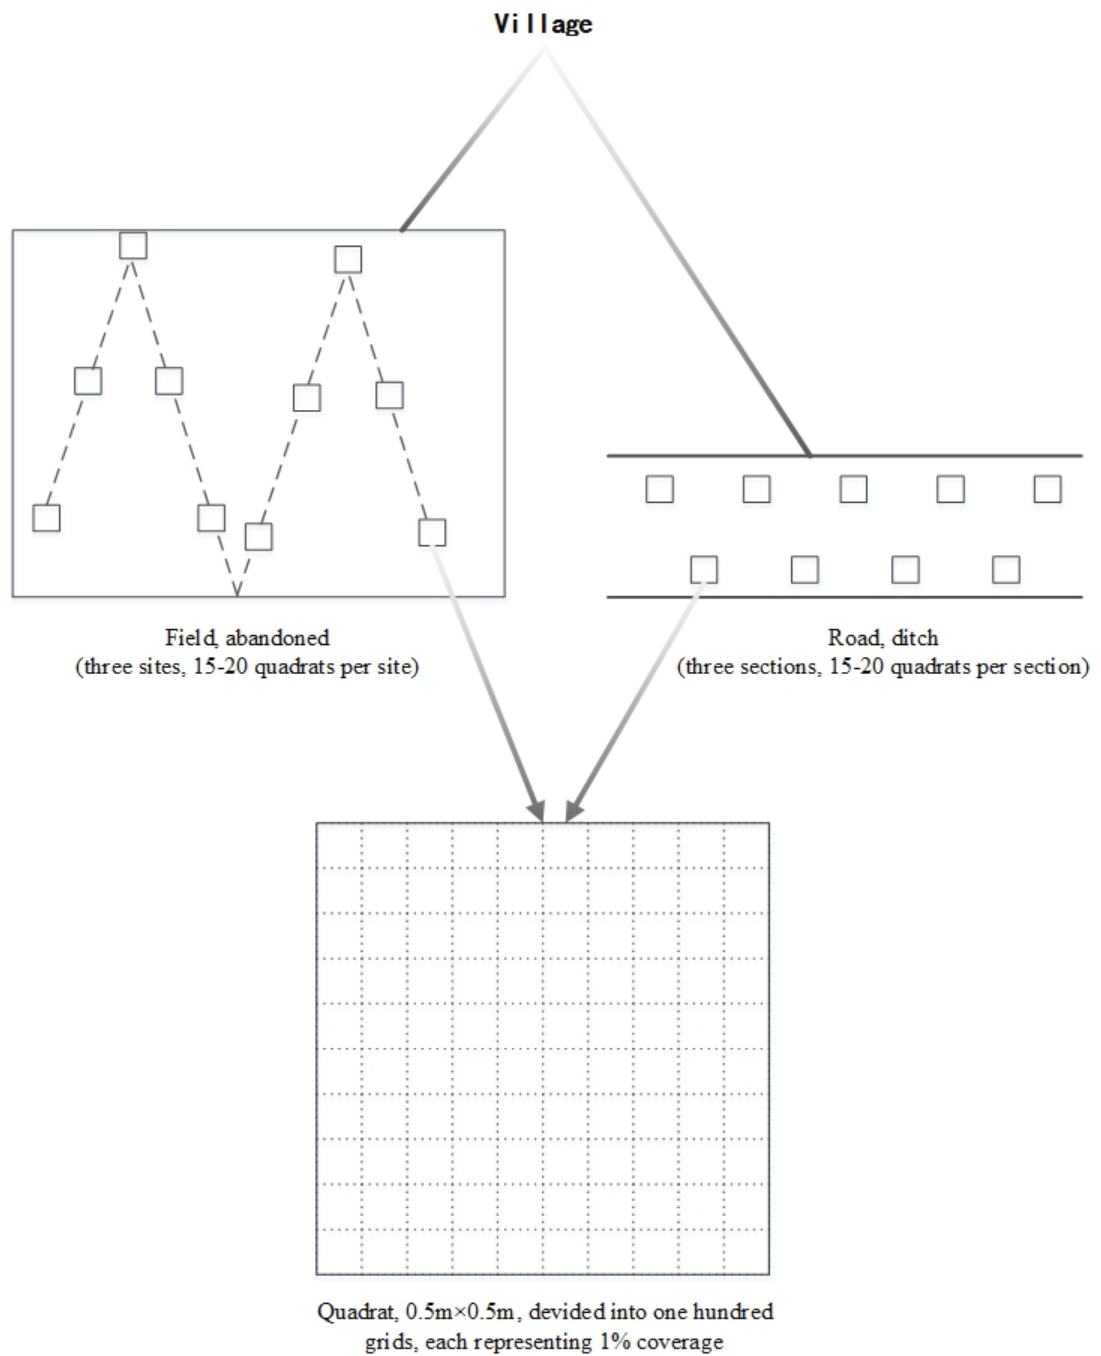 Village
Field, abandoned
(three sites, 15-20 quadrats per site)
Road, ditch
(three sections, 15-20 quadrats per section)
Quadrat, 0.5m×0.5m, devided into one hundred
grids, each representing 1% coverage